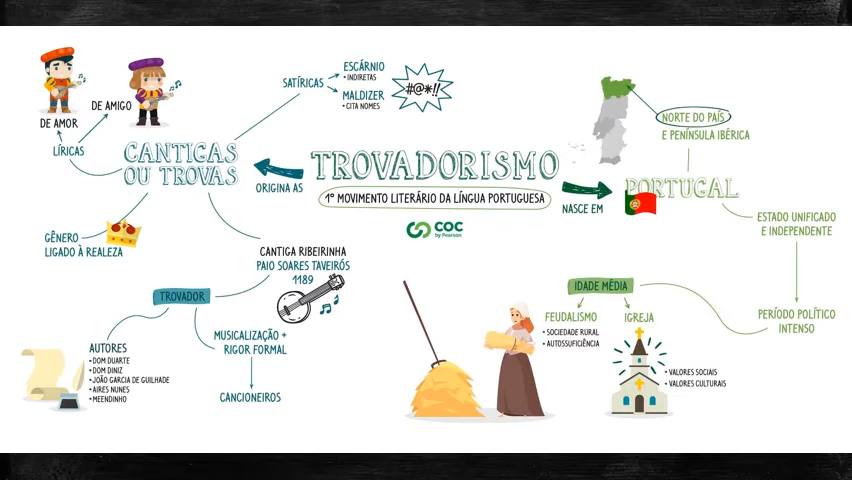 TROVADORISMO
1º MOVIMENTO LITERÁRIO DA LÍNGUA PORTUGUESA
COC
by Pearson
ORIGINA AS
CANTIGAS
OU TROVAS
LÍRICAS
DE AMOR
DE AMIGO
SATÍRICAS
ESCÁRNIO
• INDIRETAS
MALDIZER
• CITA NOMES
#@*!!
GÊNERO
LIGADO À REALEZA
CANTIGA RIBEIRINHA
PAIO SOARES TAVEIRÓS
1189
TROVADOR
AUTORES
• DOM DUARTE
• DOM DINIZ
• JOÃO GARCIA DE GUILHADE
• AIRES NUNES
• MEENDINHO
MUSICALIZAÇÃO +
RIGOR FORMAL
CANCIONEIROS
NASCE EM
PORTUGAL
NORTE DO PAÍS
E PENÍNSULA IBÉRICA
ESTADO UNIFICADO
E INDEPENDENTE
PERÍODO POLÍTICO
INTENSO
IDADE MÉDIA
FEUDALISMO
• SOCIEDADE RURAL
• AUTOSSUFICIÊNCIA
IGREJA
• VALORES SOCIAIS
• VALORES CULTURAIS